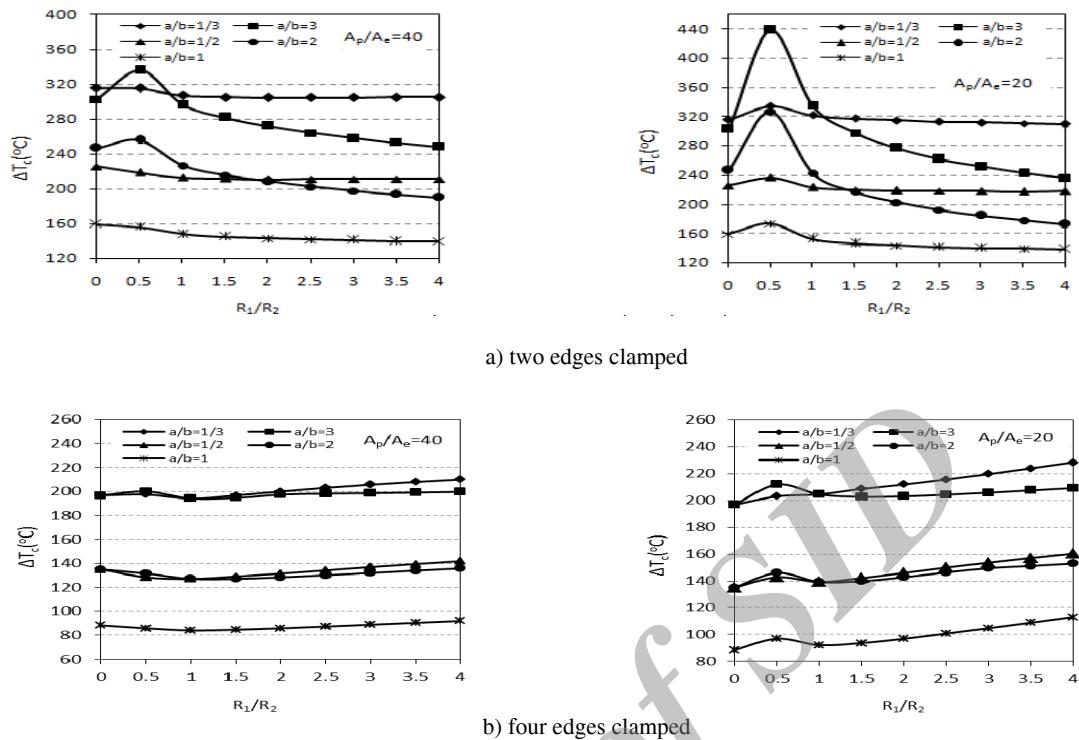 400
360
320
280
240
200
160
120
ΔTc(°C)
a/b=1/3 a/b=3
a/b=1/2 a/b=2
a/b=1
Ap/Ae=40
0 0.5 1 1.5 2 2.5 3 3.5 4
R1/R2
440
400
360
320
280
240
200
160
120
ΔTc(°C)
a/b=1/3 a/b=3
a/b=1/2 a/b=2
a/b=1
Ap/Ae=20
0 0.5 1 1.5 2 2.5 3 3.5 4
R1/R2
a) two edges clamped
260
240
220
200
180
160
140
120
100
80
60
ΔTc(°C)
a/b=1/3 a/b=3
a/b=1/2 a/b=2
a/b=1
Ap/Ae=40
0 0.5 1 1.5 2 2.5 3 3.5 4
R1/R2
260
240
220
200
180
160
140
120
100
80
ΔTc(°C)
a/b=1/3 a/b=3
a/b=1/2 a/b=2
a/b=1
Ap/Ae=20
0 0.5 1 1.5 2 2.5 3 3.5 4
R1/R2
b) four edges clamped
of SID